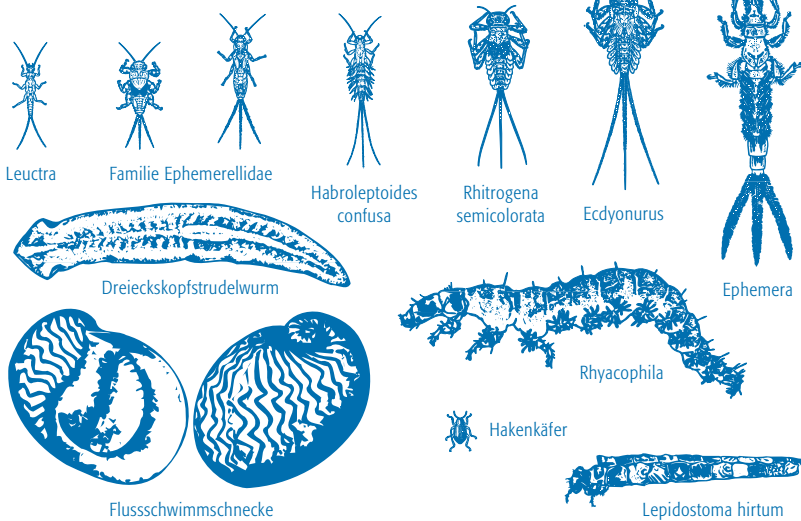 Leuctra
Familie Ephemerellidae
Habroleptoides
confusa
Rhitrogena
semicolorata
Ecdyonurus
Ephemera
Dreieckskopfstrudelwurm
Rhyacophila
Hakenkäfer
Flussschwimmschnecke
Lepidostoma hirtum